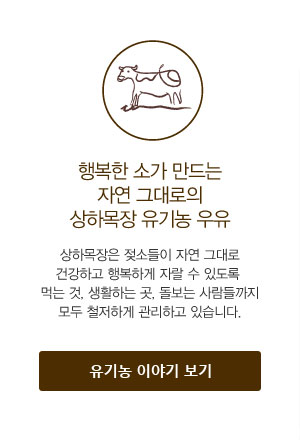 행복한 소가 만드는
자연 그대로의
상하목장 유기농 우유
상하목장은 젖소들이 자연 그대로
건강하고 행복하게 자랄 수 있도록
먹는 것, 생활하는 곳, 돌보는 사람들까지
모두 철저하게 관리하고 있습니다.
유기농 이야기 보기